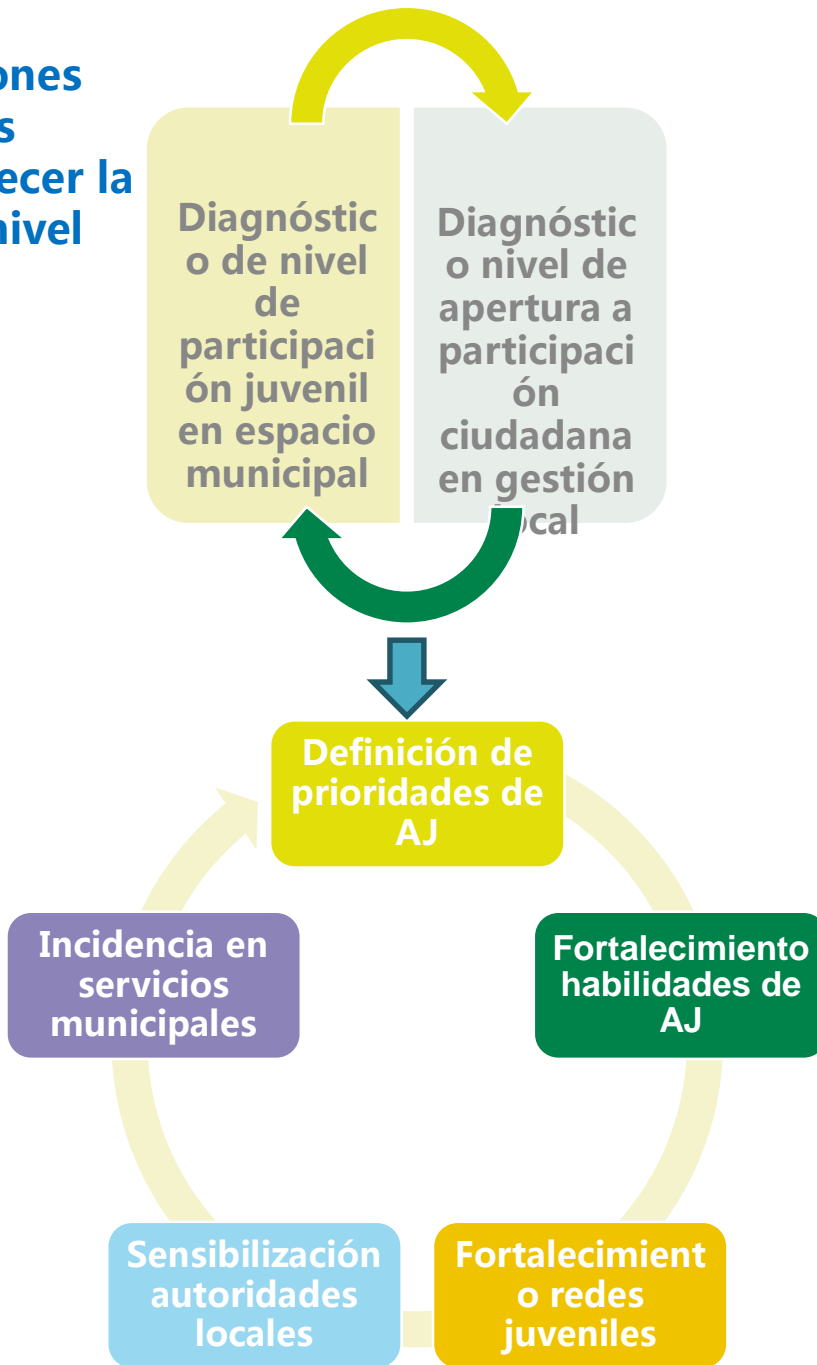 ones
s
ecer la
nivel
Diagnóstic
o de nivel
de
participaci
ón juvenil
en espacio
municipal
Diagnóstic
o nivel de
apertura a
participaci
ón
ciudadana
en gestión
local
Definición de
prioridades de
AJ
Fortalecimiento
habilidades de
AJ
Fortalecimient
o redes
juveniles
Sensibilización
autoridades
locales
Incidencia en
servicios
municipales